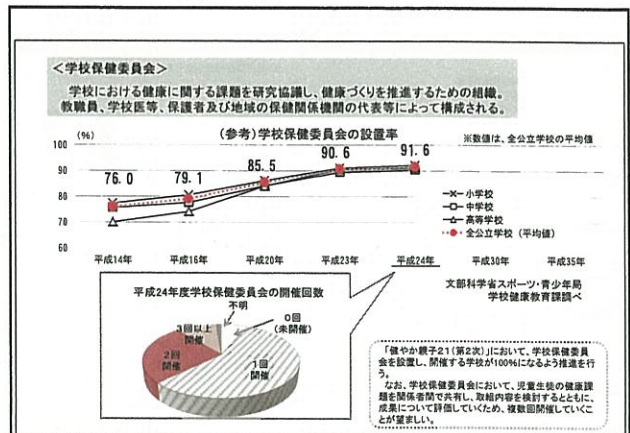 ＜学校保健委員会＞
学校における健康に関する課題を研究協議し、健康づくりを推進するための組織。
教職員、学校医等、保護者及び地域の保健関係機関の代表等によって構成される。
(%)
(参考)学校保健委員会の設置率
※数値は、全公立学校の平均値
100
90
80
70
60
76.0
79.1
85.5
90.6
91.6
小学校
中学校
高等学校
全公立学校（平均値）
平成14年
平成16年
平成20年
平成23年
平成24年
平成30年
平成35年
文部科学省スポーツ・青少年局
学校健康教育課調べ
平成24年度学校保健委員会の開催回数
不明
0回
(未開催)
3回以上
開催
2回
開催
1回
開催
「健やか親子21(第2次)」において、学校保健委員
会を設置し、開催する学校が100%になるよう推進を行
う。
なお、学校保健委員会において、児童生徒の健康課
題を関係者間で共有し、取組内容を検討するとともに、
成果について評価していくため、複数回開催していくこ
とが望ましい。